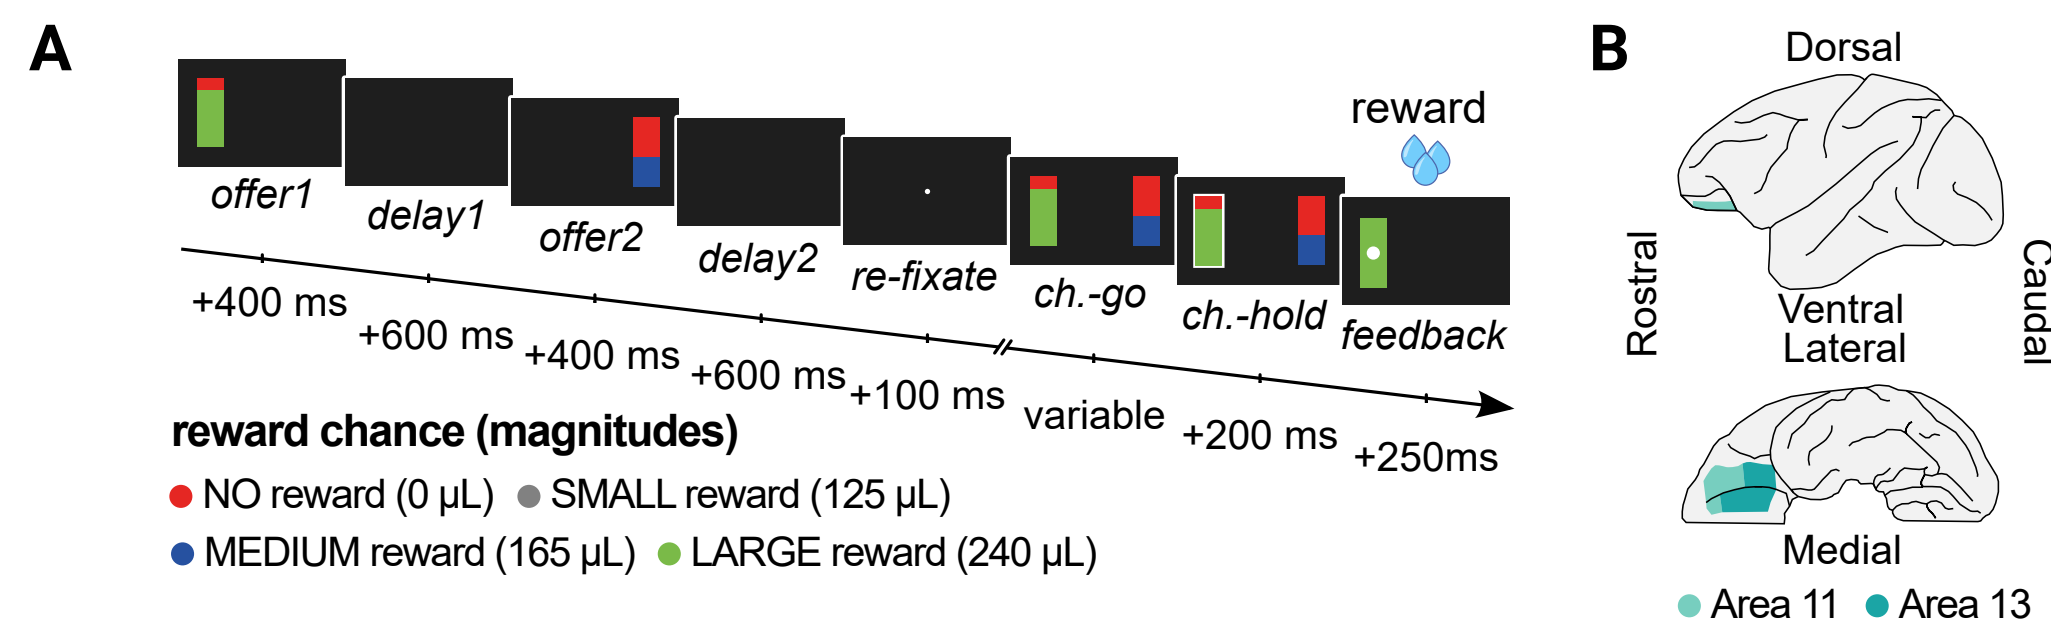 A
offer1
delay1
offer2
delay2
re-fixate
ch.-go
ch.-hold
feedback
reward
+400 ms
+600 ms
+400 ms
+600 ms
+100 ms
variable
+200 ms
+250ms
reward chance (magnitudes)
NO reward (0 µL) SMALL reward (125 µL)
MEDIUM reward (165 µL) LARGE reward (240 µL)
B
Dorsal
Rostral
Caudal
Ventral
Lateral
Medial
Area 11 Area 13